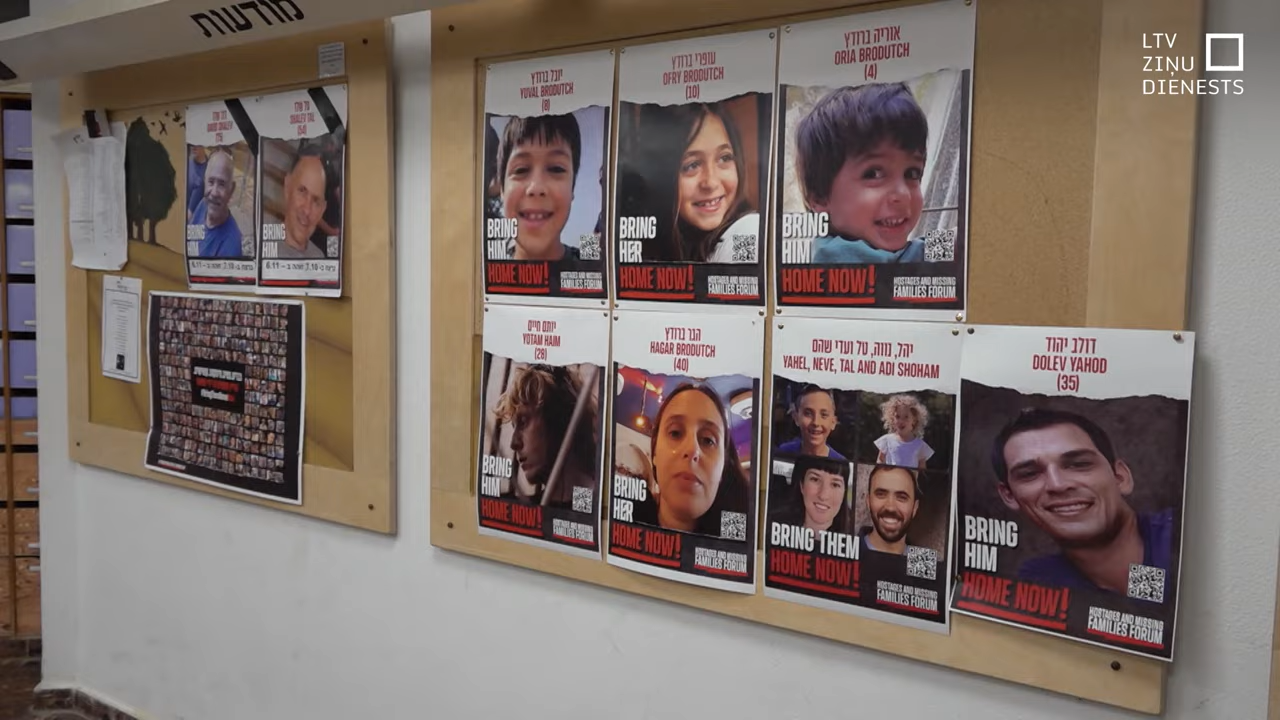 LTV
ZIŅU
DIENESTS
מודעות
BRING
HIM
BRING
HIM
יובל ברודץ
YUVAL BRODUTCH
(8)
BRING
HIM
HOME NOW!
HOSTAGES AND MISSING
FAMILIES FORUM
עופרי ברודץ
OFRY BRODUTCH
(10)
BRING
HER
HOME NOW!
HOSTAGES AND MISSING
FAMILIES FORUM
אוריה ברודץ
ORIA BRODUTCH
(4)
BRING
HIM
HOME NOW!
HOSTAGES AND MISSING
FAMILIES FORUM
יותם חיים
YOTAM HAIM
(28)
BRING
HIM
HOME NOW!
HOSTAGES AND MISSING
FAMILIES FORUM
הגר ברודץ
HAGAR BRODUTCH
(40)
BRING
HER
HOME NOW!
HOSTAGES AND MISSING
FAMILIES FORUM
יהל, נווה, טל ועדי שהם
YAHEL, NEVE, TAL AND ADI SHOHAM
BRING THEM
HOME NOW!
HOSTAGES AND MISSING
FAMILIES FORUM
דולב יהוד
DOLEV YAHOD
(35)
BRING
HIM
HOME NOW!
HOSTAGES AND MISSING
FAMILIES FORUM